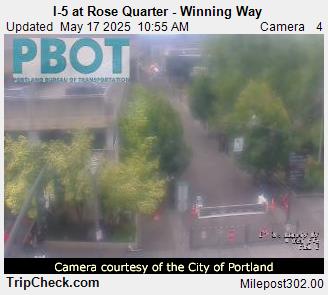 I-5 at Rose Quarter - Winning Way
Updated May 17 2025 10:55 AM Camera 4
PBOT
PORTLAND BUREAU OF TRANSPORTATION
Camera courtesy of the City of Portland
TripCheck.com Milepost302.00